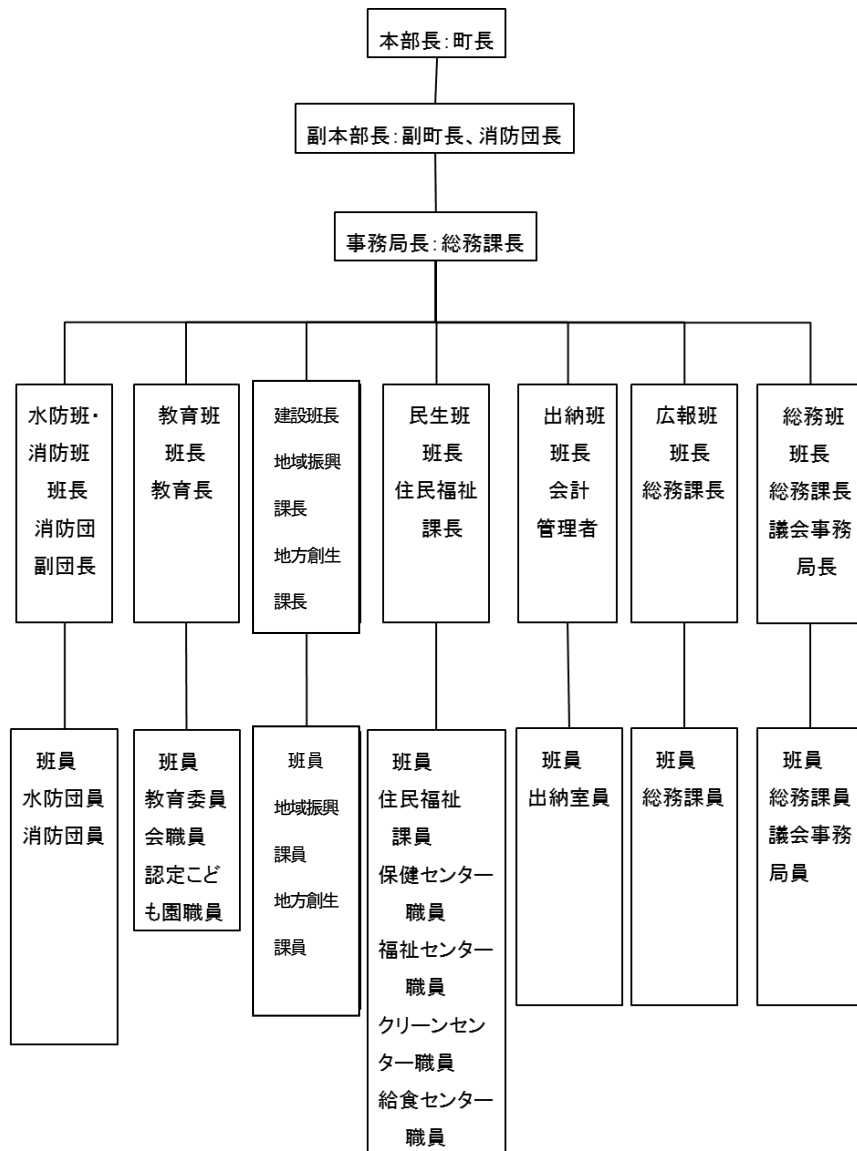 本部長：町長
副本部長：副町長、消防団長
事務局長：総務課長
水防班・
消防班
班長
消防団
副団長
教育班
班長
教育長
建設班長
地域振興
課長
地方創生
課長
民生班
班長
住民福祉
課長
出納班
班長
会計
管理者
広報班
班長
総務課長
総務班
班長
総務課長
議会事務
局長
班員
水防団員
消防団員
班員
教育委員
会職員
認定こど
も園職員
班員
地域振興
課員
地方創生
課員
班員
住民福祉
課員
保健センター
職員
福祉センター
職員
クリーンセン
ター職員
給食センター
職員
班員
出納室員
班員
総務課員
班員
総務課員
議会事務
局員